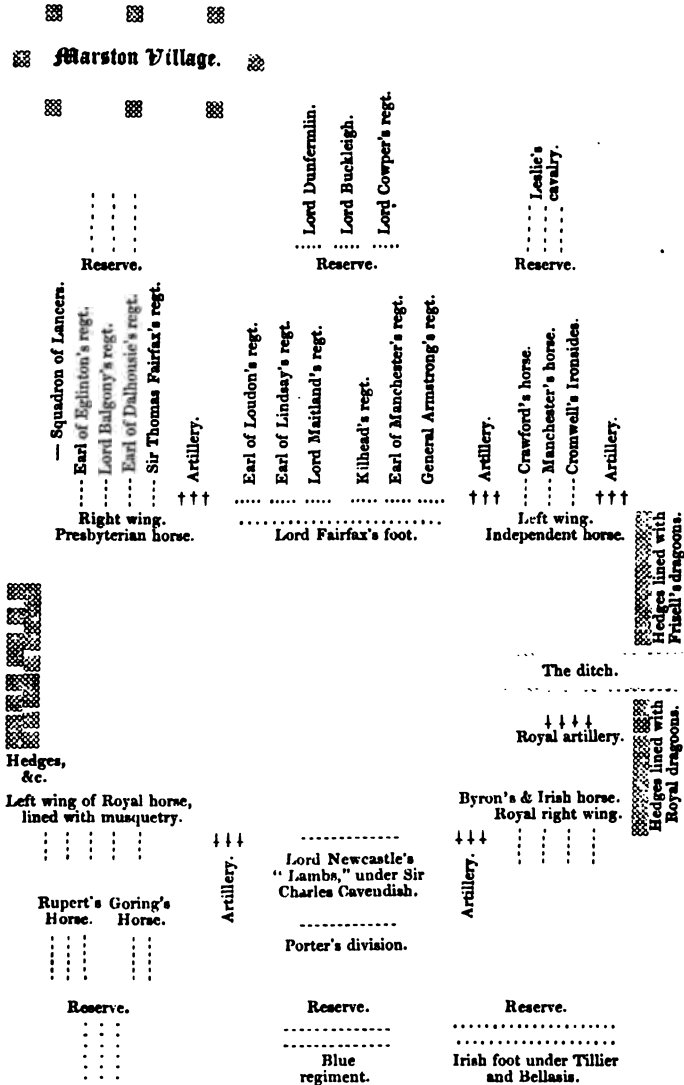 Marston Village.
Lord Dunfermlin.
Lord Buckleigh.
Lord Cowper's regt.
Leslie's
cavalry.
Reserve.
Reserve.
Reserve.
— Squadron of Lancers.
Earl of Eglinton's regt.
Lord Balgony's regt.
Earl of Dalhousie's regt.
Sir Thomas Fairfax's regt.
Artillery.
Earl of Loudon's regt.
Earl of Lindsay's regt.
Lord Maitland's regt.
Kilhead's regt.
Earl of Manchester's regt.
General Armstrong's regt.
Artillery.
Crawford's horse.
Manchester's horse.
Cromwell's Ironsides.
Artillery.
Right wing.
Presbyterian horse.
Lord Fairfax's foot.
Left wing.
Independent horse.
Hedges lined with
Frizell's dragoons.
The ditch.
Royal artillery.
Hedges lined with
Royal dragoons.
Hedges,
&c.
Left wing of Royal horse,
lined with musquetry.
Byron's & Irish horse.
Royal right wing.
Artillery.
Lord Newcastle's
"Lambs," under Sir
Charles Cavendish.
Artillery.
Rupert's
Horse.
Goring's
Horse.
Porter's division.
Reserve.
Reserve.
Reserve.
Blue
regiment.
Irish foot under Tillier
and Bellasis.